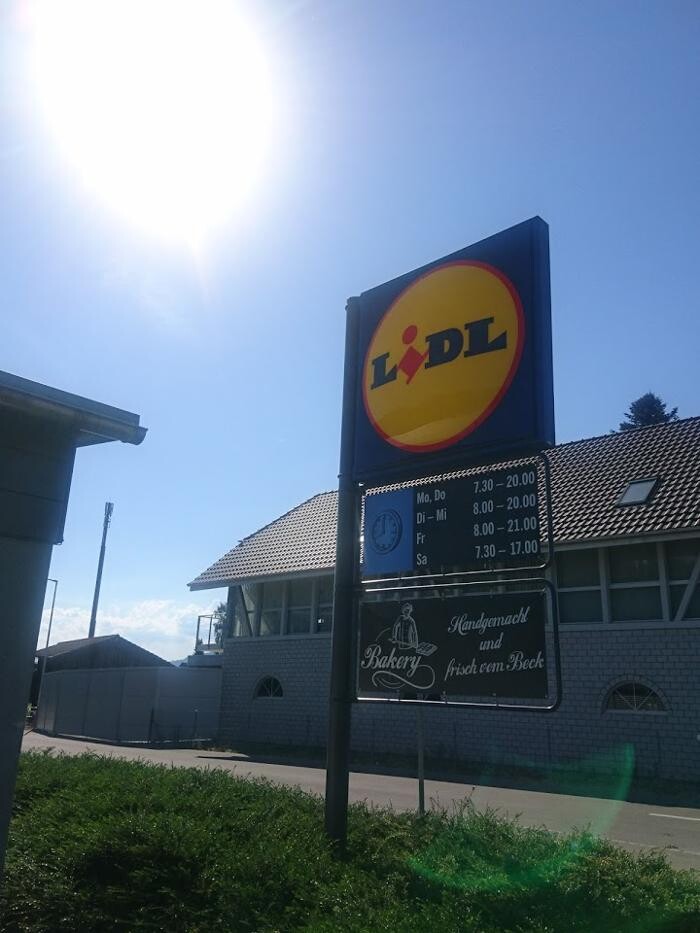 LiDL
Mo, Do 7.30 – 20.00
Di – Mi 8.00 – 20.00
Fr 8.00 – 21.00
Sa 7.30 – 17.00
Bakery
Handgemacht
und
frisch vom Beck